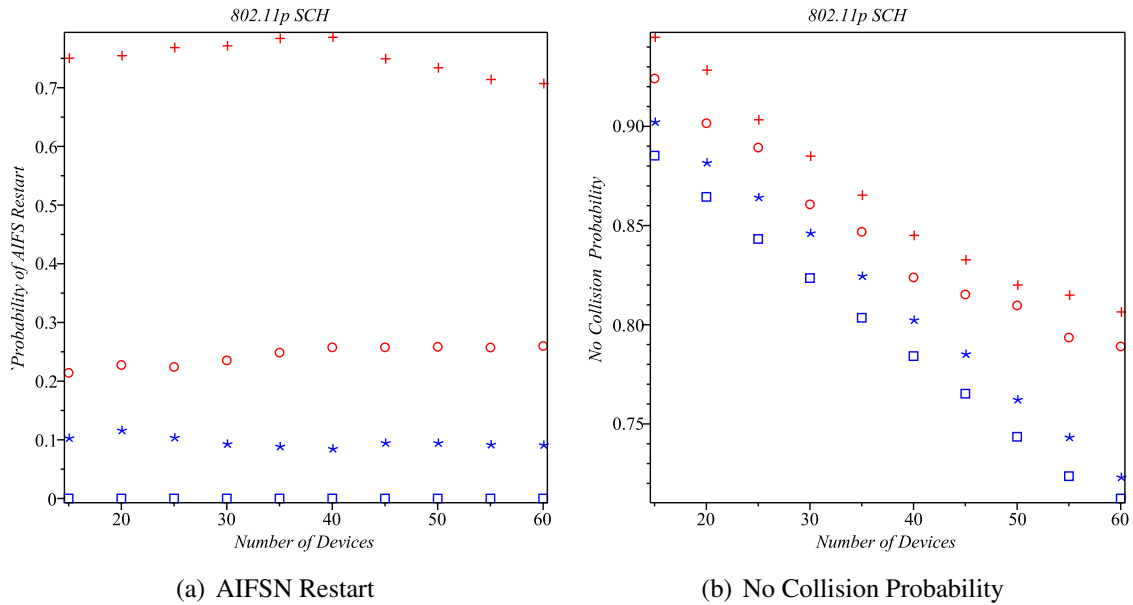 802.11p SCH
0.7
0.6
0.5
0.4
0.3
0.2
0.1
0
`Probability of AIFS Restart
20
30
40
50
60
Number of Devices
(a) AIFSN Restart
802.11p SCH
0.90
0.85
0.80
0.75
No Collision Probability
20
30
40
50
60
Number of Devices
(b) No Collision Probability